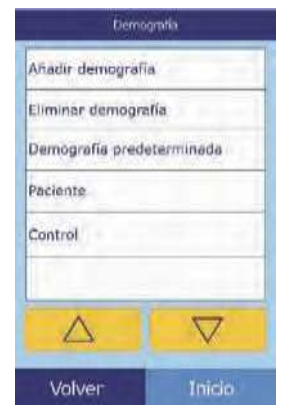 Demografía
Añadir demografía
Eliminar demografía
Demografía predeterminada
Paciente
Control
Volver
Inicio